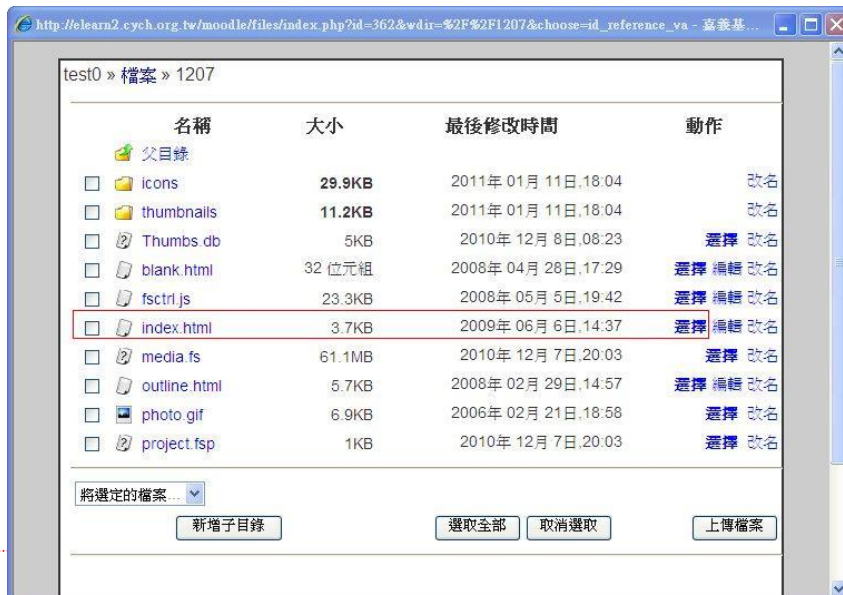 http://elearn2.cych.org.tw/moodle/files/index.php?id=362&wdir=%2F%2F1207&choose=id_reference_va - 嘉義基...
test0 » 檔案 » 1207
名稱 大小 最後修改時間 動作
父目錄
icons 29.9KB 2011年 01月 11日,18:04 改名
thumbnails 11.2KB 2011年 01月 11日,18:04 改名
Thumbs.db 5KB 2010年 12月 8日,08:23 選擇 改名
blank.html 32 位元組 2008年 04月 28日,17:29 選擇 編輯 改名
fsctrl.js 23.3KB 2008年 05月 5日,19:42 選擇 編輯 改名
index.html 3.7KB 2009年 06月 6日,14:37 選擇 編輯 改名
media.fs 61.1MB 2010年 12月 7日,20:03 選擇 改名
outline.html 5.7KB 2008年 02月 29日,14:57 選擇 編輯 改名
photo.gif 6.9KB 2006年 02月 21日,18:58 選擇 改名
project.fsp 1KB 2010年 12月 7日,20:03 選擇 改名
將選定的檔案...
新增子目錄 選取全部 取消選取 上傳檔案